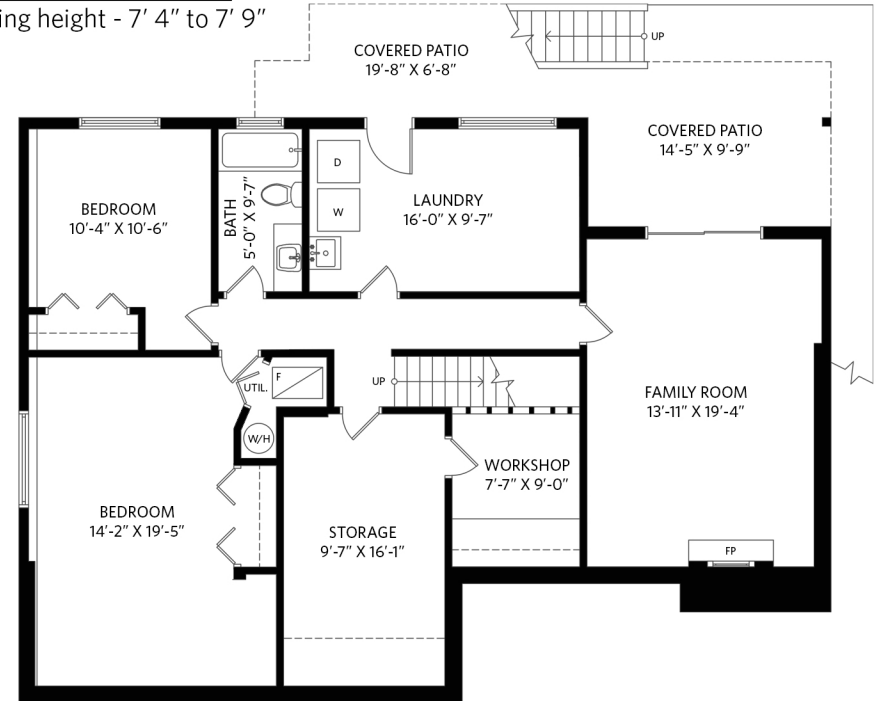 ing height - 7' 4" to 7' 9"
UP
COVERED PATIO
19'-8" X 6'-8"
COVERED PATIO
14'-5" X 9'-9"
D
W
LAUNDRY
16'-0" X 9'-7"
BATH
5'-0" X 9'-7"
BEDROOM
10'-4" X 10'-6"
F
UTIL.
UP
W/H
FAMILY ROOM
13'-11" X 19'-4"
WORKSHOP
7'-7" X 9'-0"
BEDROOM
14'-2" X 19'-5"
STORAGE
9'-7" X 16'-1"
FP